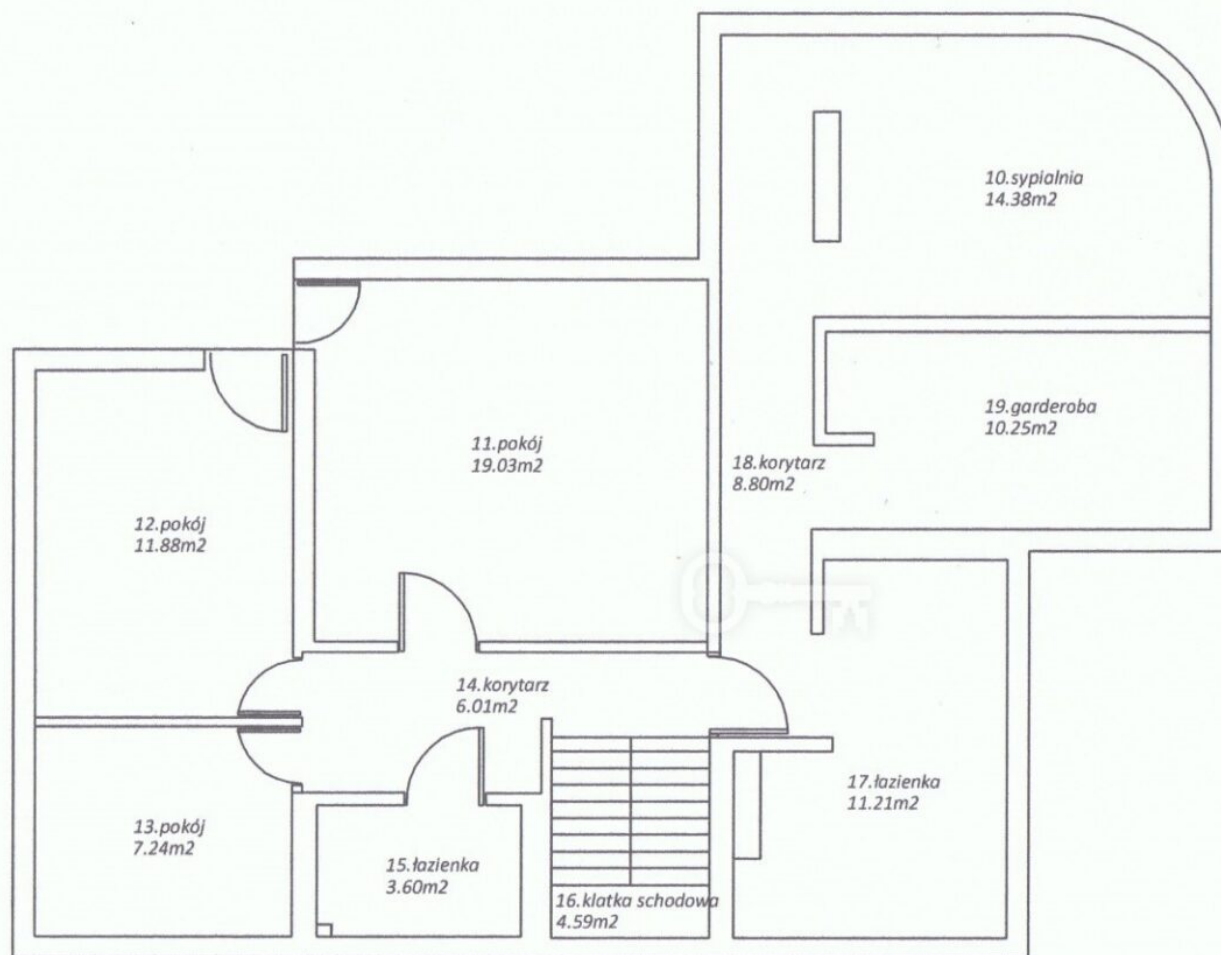 10.sypialnia
14.38m2
19.garderoba
10.25m2
11.pokój
19.03m2
18.korytarz
8.80m2
12.pokój
11.88m2
14.korytarz
6.01m2
17.łazienka
11.21m2
13.pokój
7.24m2
15.łazienka
3.60m2
16.klatka schodowa
4.59m2